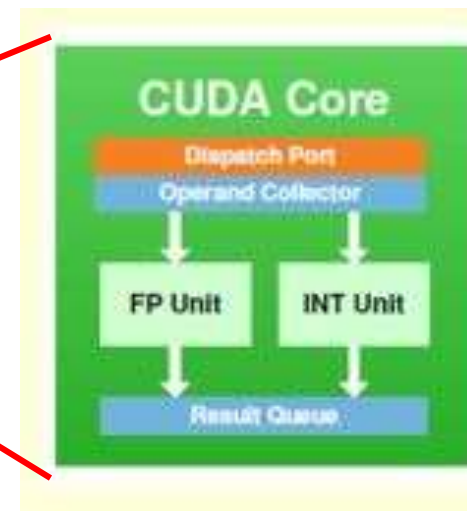 CUDA Core
Dispatch Port
Operand Collector
FP Unit INT Unit
Result Queue